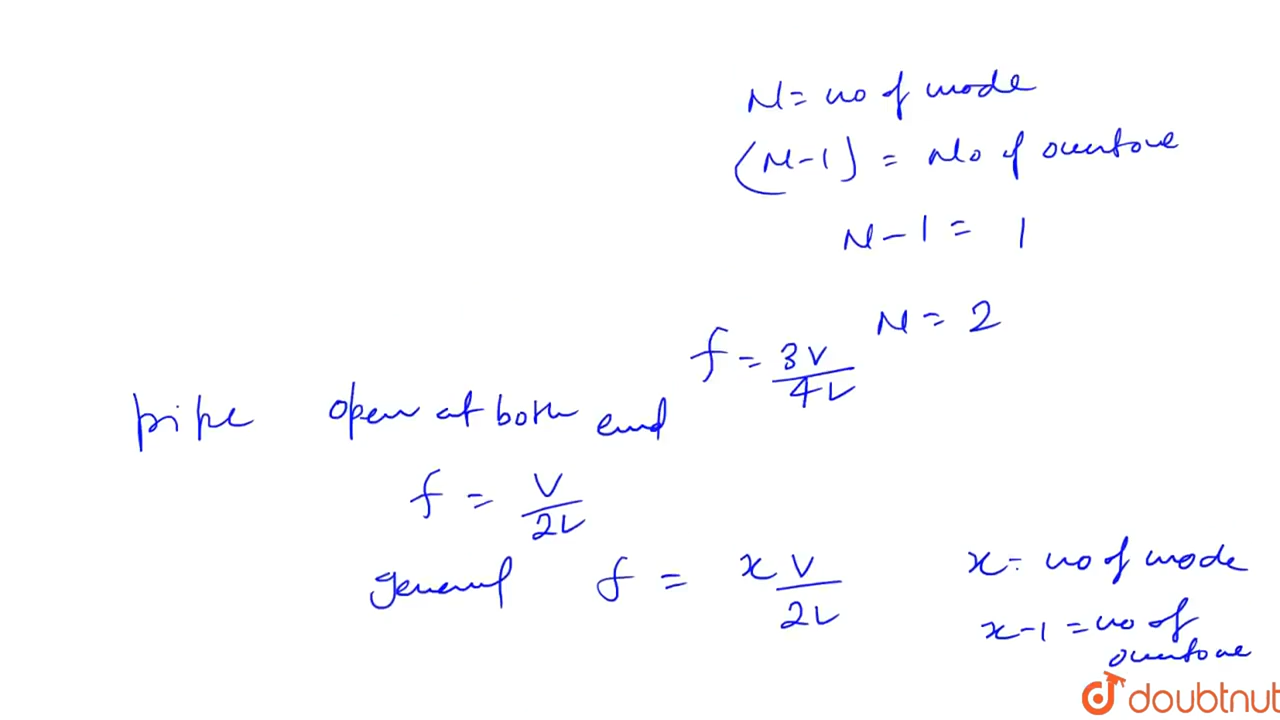 N = no of mode
(N-1) = No of overtone
N - 1 = 1
N = 2
f = 3V/4L
pipe open at both end
f = V/2L
general f = xV/2L
x = no of mode
x-1 = no of
overtone
doubtnut